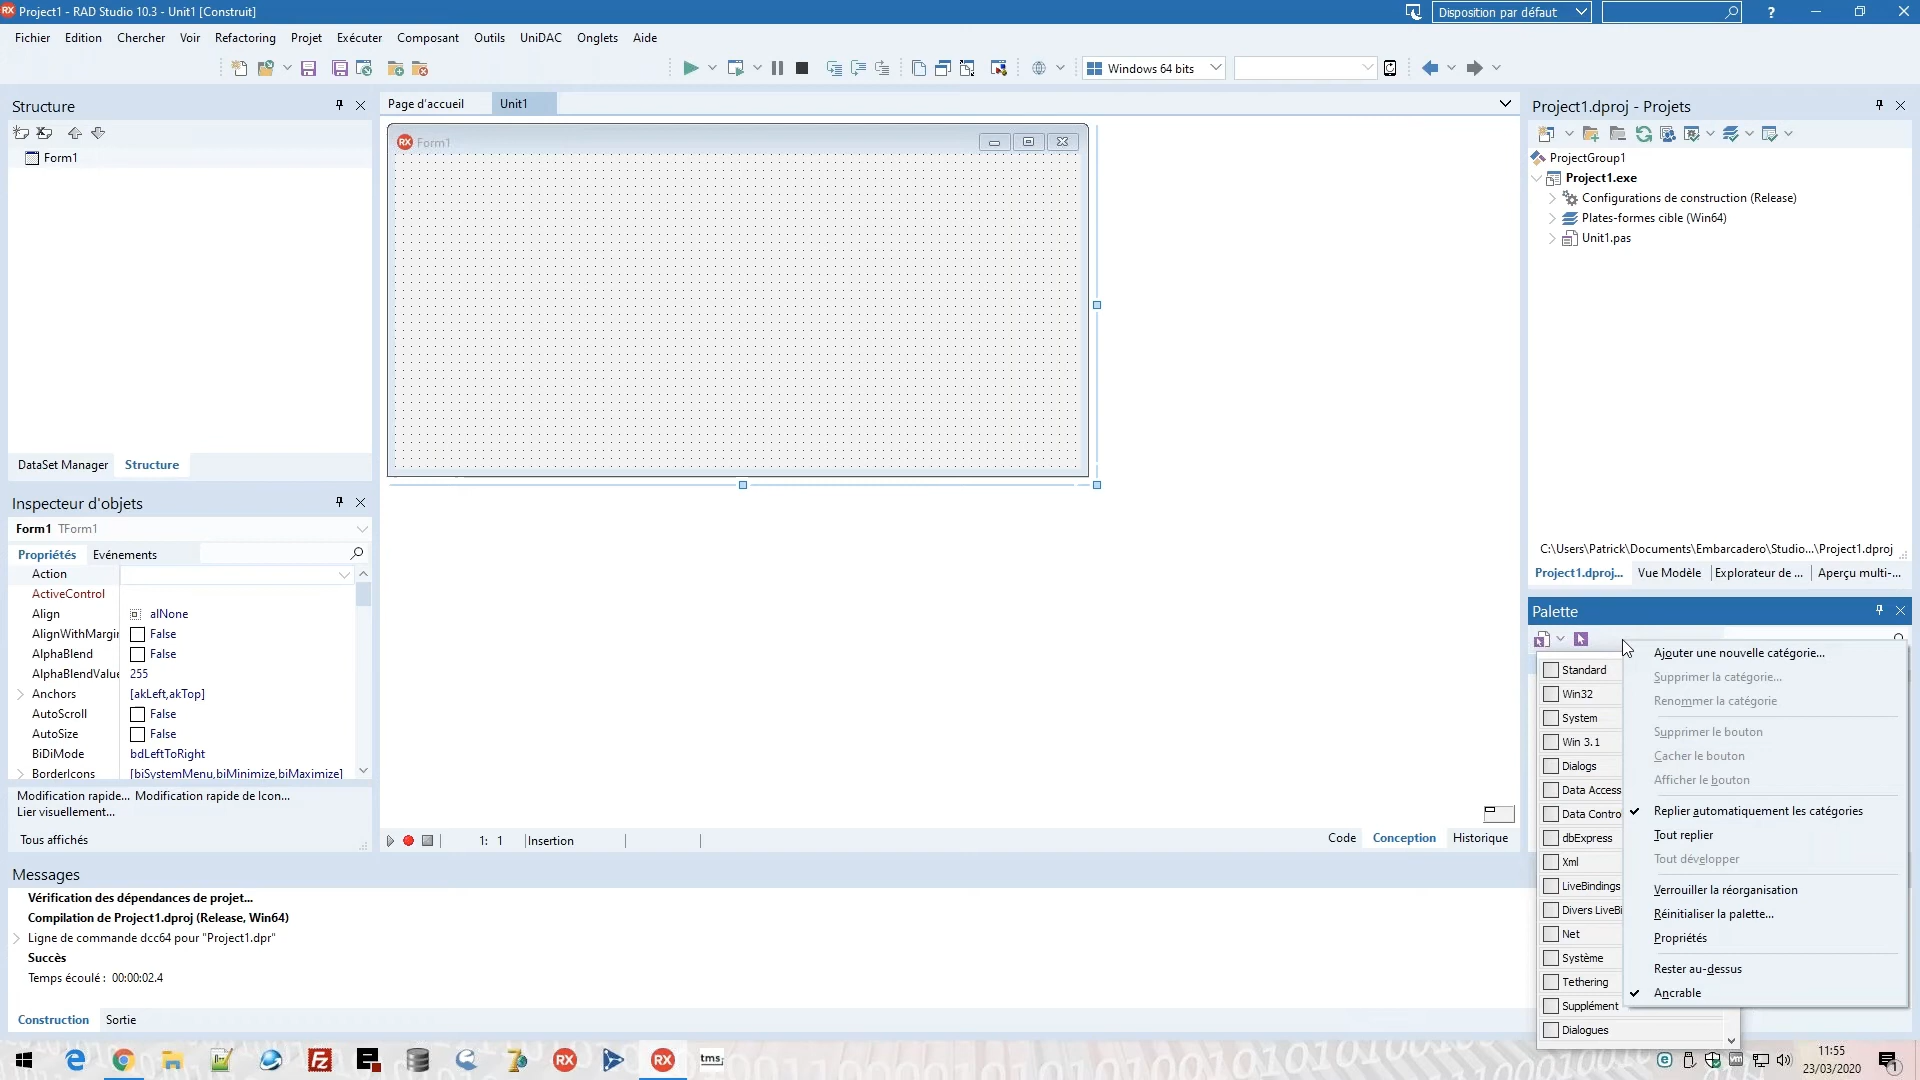 Project1 - RAD Studio 10.3 - Unit1 [Construit]
Disposition par défaut
?
Fichier Edition Chercher Voir Refactoring Projet Exécuter Composant Outils UniDAC Onglets Aide
Windows 64 bits
Structure
Form1
DataSet Manager Structure
Inspecteur d'objets
Form1 TForm1
Propriétés Evénements
Action
ActiveControl
Align alNone
AlignWithMargin False
AlphaBlend False
AlphaBlendValue 255
Anchors [akLeft,akTop]
AutoScroll False
AutoSize False
BiDiMode bdLeftToRight
BorderIcons [biSystemMenu,biMinimize,biMaximize]
Modification rapide... Modification rapide de Icon...
Lier visuellement...
Tous affichés
Page d'accueil Unit1
RX Form1
1: 1 Insertion
Code Conception Historique
Project1.dproj - Projets
ProjectGroup1
Project1.exe
Configurations de construction (Release)
Plates-formes cible (Win64)
Unit1.pas
C:\Users\Patrick\Documents\Embarcadero\Studio...\Project1.dproj
Project1.dproj... Vue Modèle Explorateur de ... Aperçu multi-...
Palette
Standard
Win32
System
Win 3.1
Dialogs
Data Access
Data Contro
dbExpress
Xml
LiveBindings
Divers LiveBi
Net
Système
Tethering
Supplément
Dialogues
Ajouter une nouvelle catégorie...
Supprimer la catégorie...
Renommer la catégorie
Supprimer le bouton
Cacher le bouton
Afficher le bouton
Replier automatiquement les catégories
Tout replier
Tout développer
Verrouiller la réorganisation
Réinitialiser la palette...
Propriétés
Rester au-dessus
Ancrable
Messages
Vérification des dépendances de projet...
Compilation de Project1.dproj (Release, Win64)
Ligne de commande dcc64 pour "Project1.dpr"
Succès
Temps écoulé : 00:00:02.4
Construction Sortie
RX RX tms
11:55
23/03/2020
1